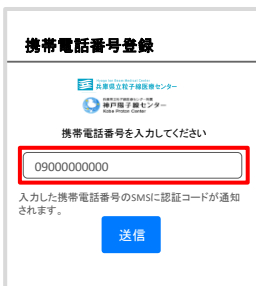 携帯電話番号登録
兵庫県立粒子線医療センター
神戸陽子線センター
Kobe Proton Center
携帯電話番号を入力してください
09000000000
入力した携帯電話番号のSMSに認証コードが通知
されます。
送信